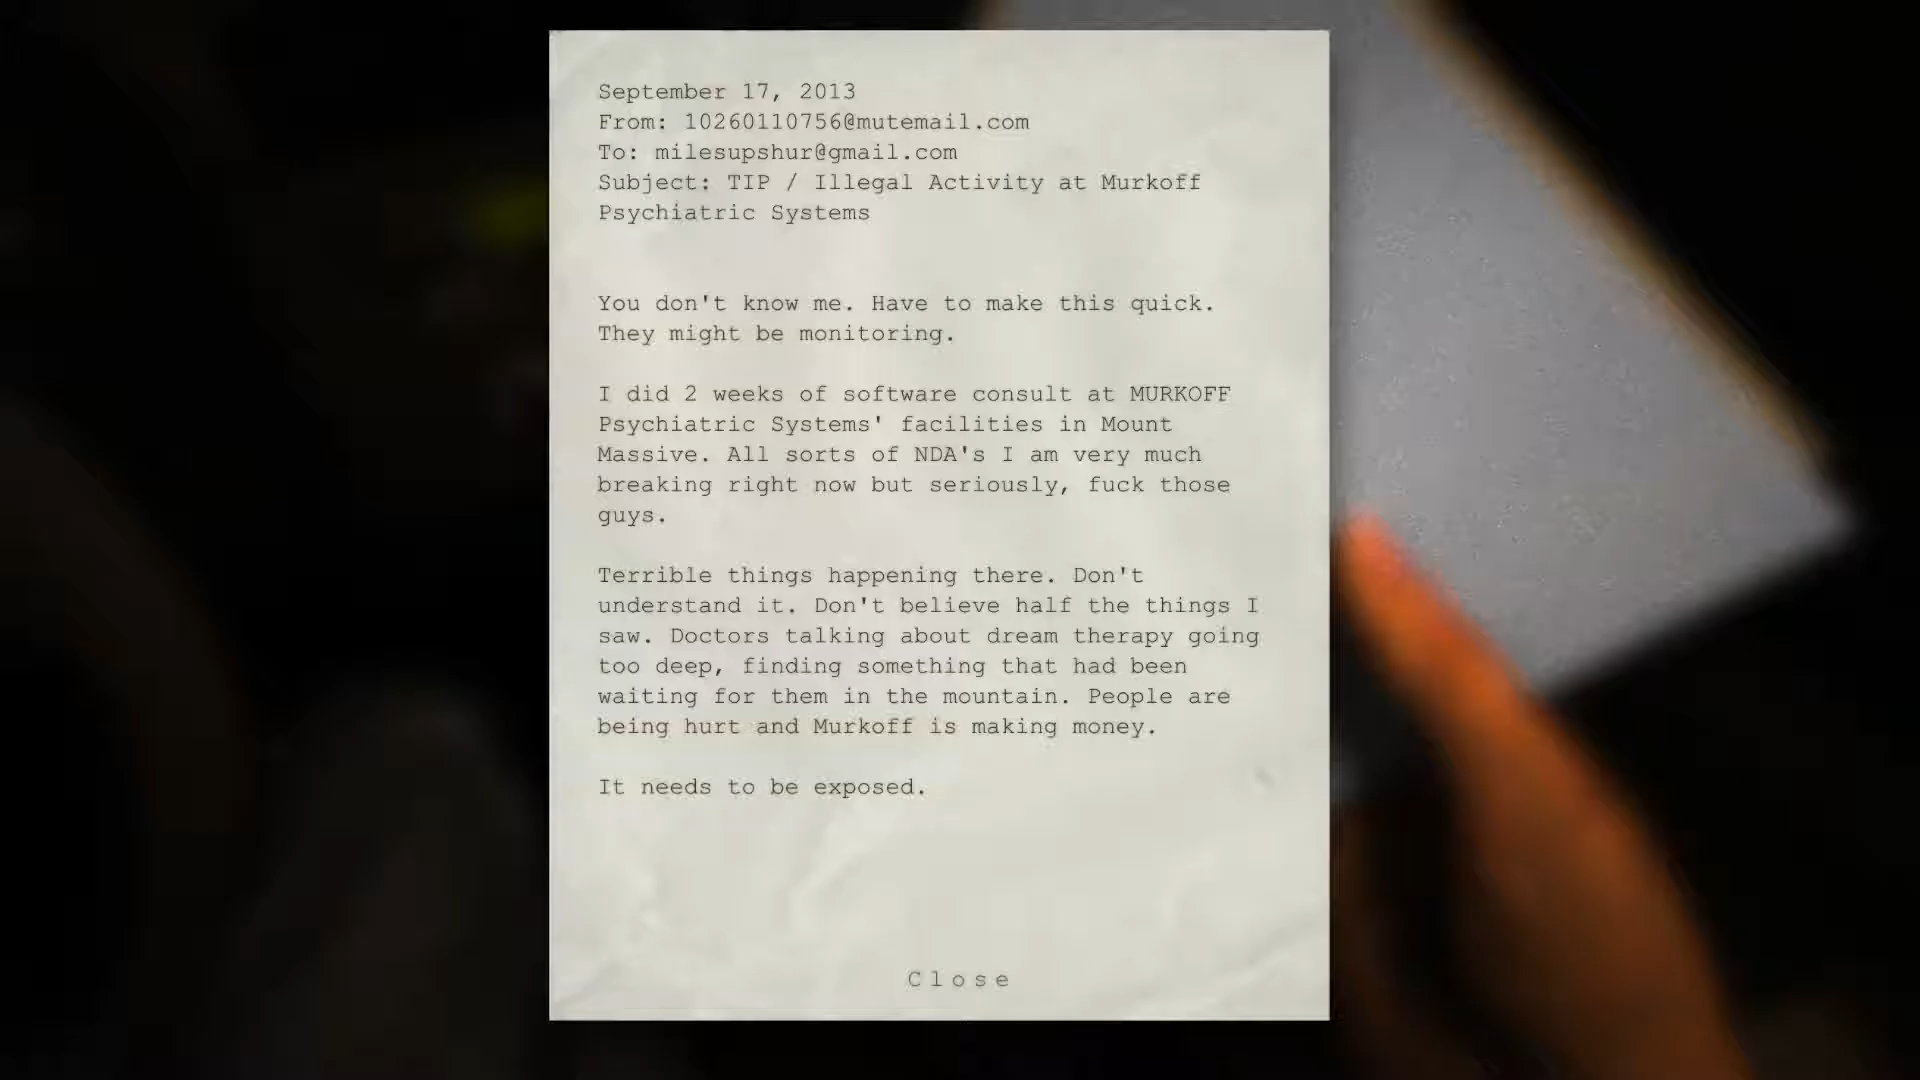 September 17, 2013
From: 10260110756@mutemail.com
To: milesupshur@gmail.com
Subject: TIP / Illegal Activity at Murkoff
Psychiatric Systems
You don't know me. Have to make this quick.
They might be monitoring.
I did 2 weeks of software consult at MURKOFF
Psychiatric Systems' facilities in Mount
Massive. All sorts of NDA's I am very much
breaking right now but seriously, fuck those
guys.
Terrible things happening there. Don't
understand it. Don't believe half the things I
saw. Doctors talking about dream therapy going
too deep, finding something that had been
waiting for them in the mountain. People are
being hurt and Murkoff is making money.
It needs to be exposed.
Close